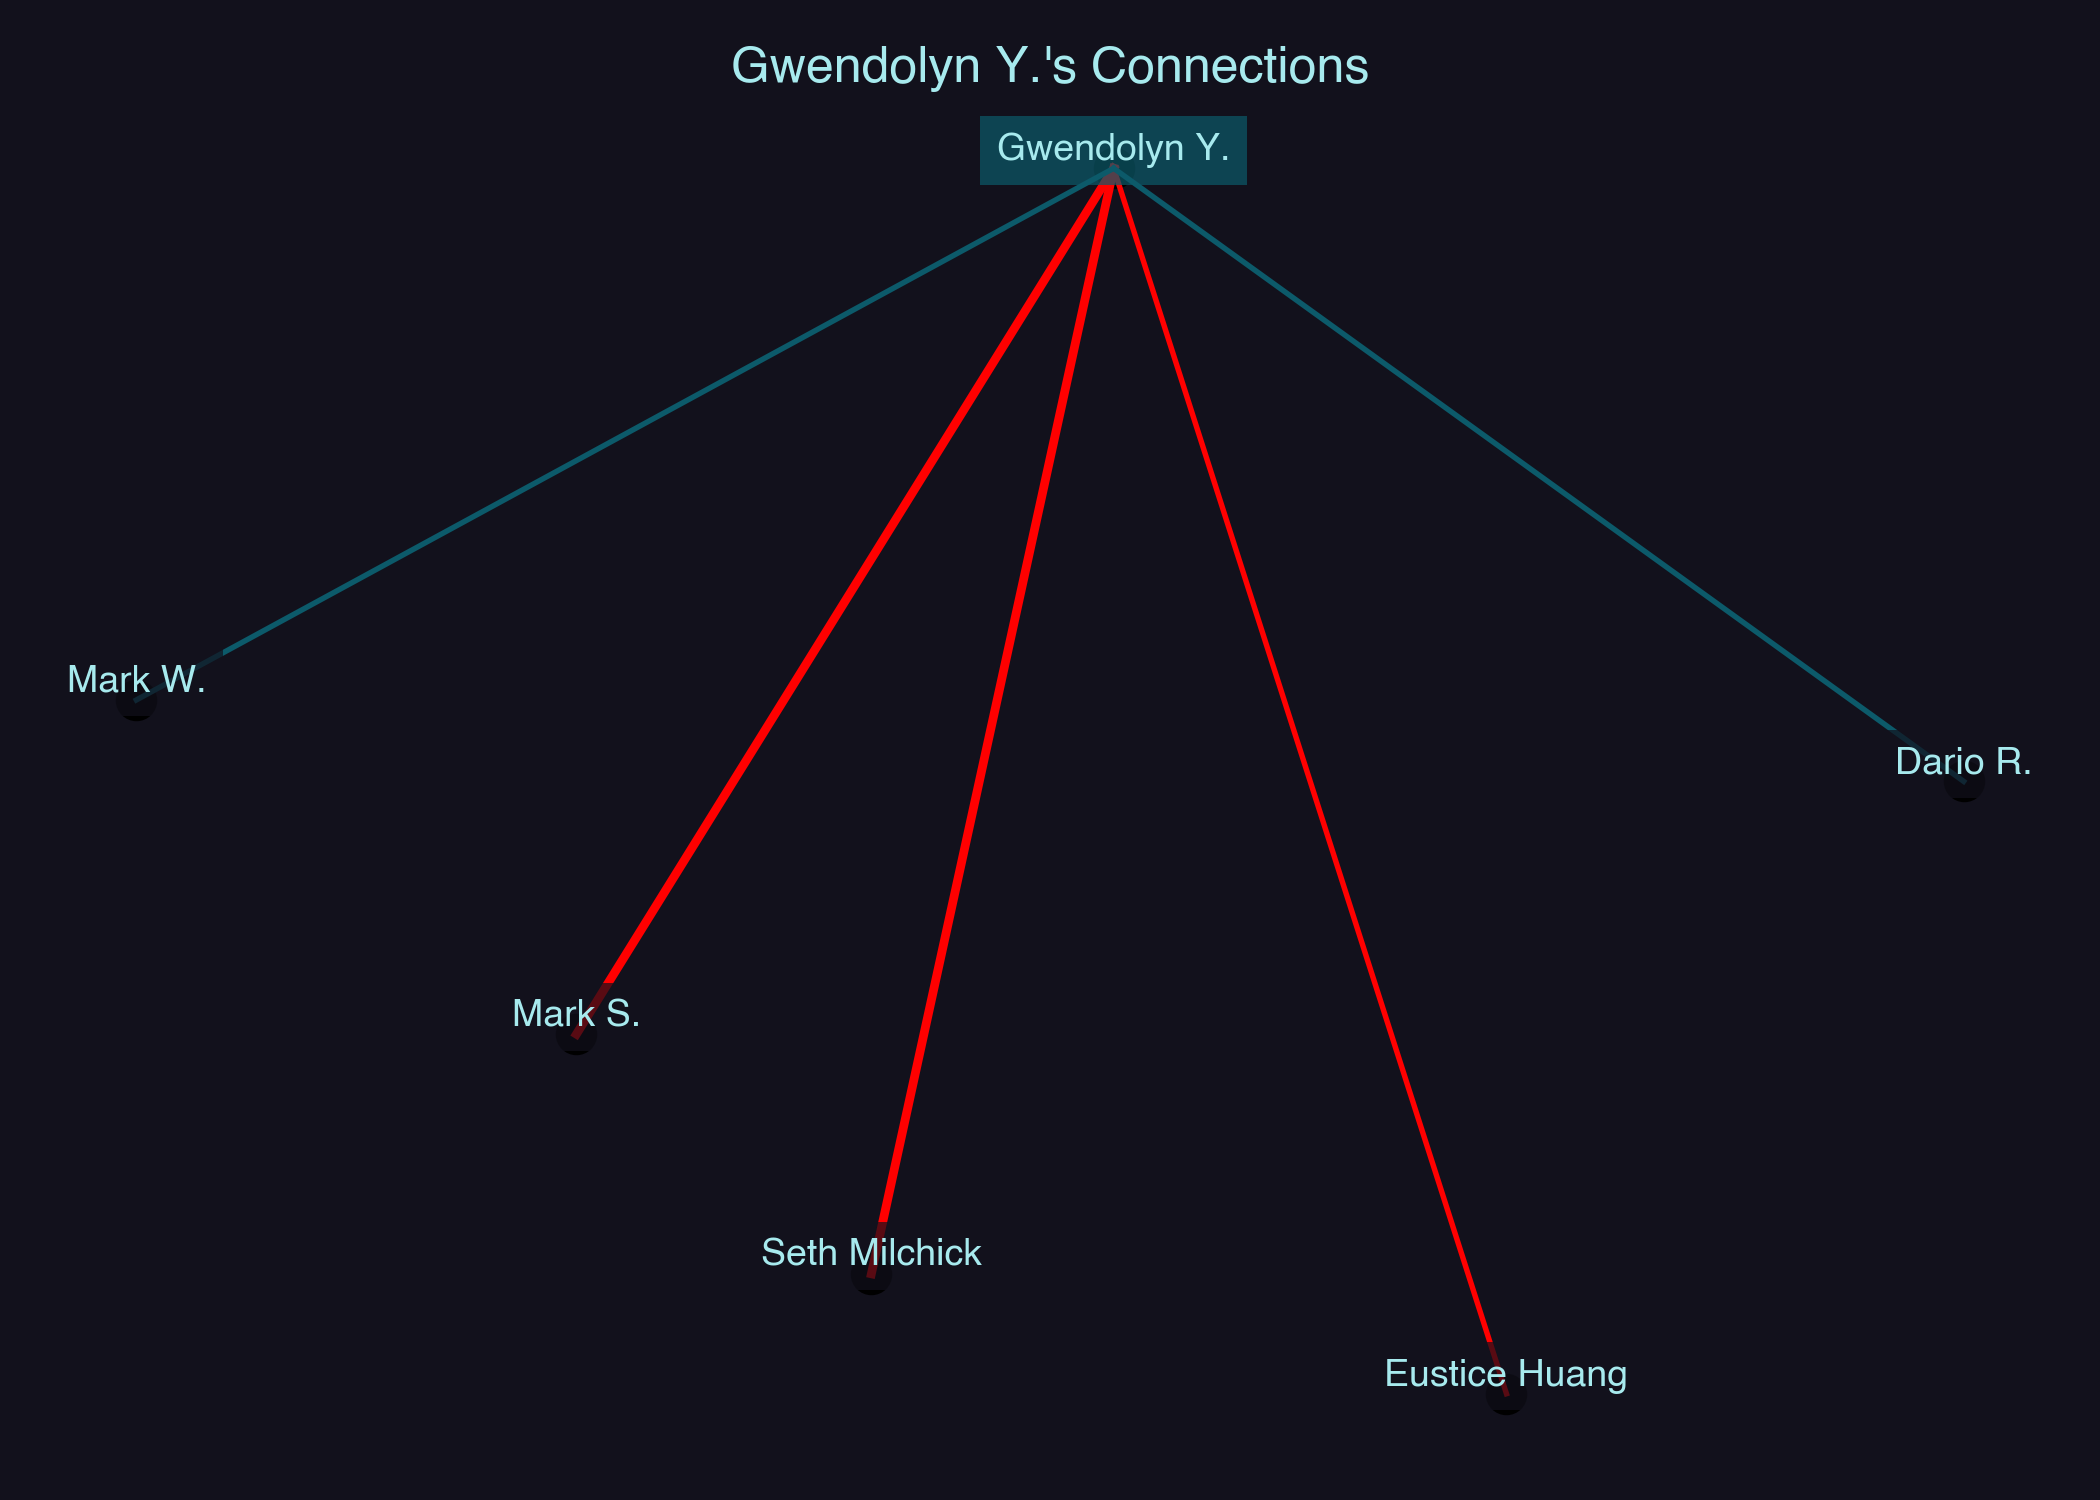 Gwendolyn Y.'s Connections
Gwendolyn Y.
Mark W.
Dario R.
Mark S.
Seth Milchick
Eustice Huang